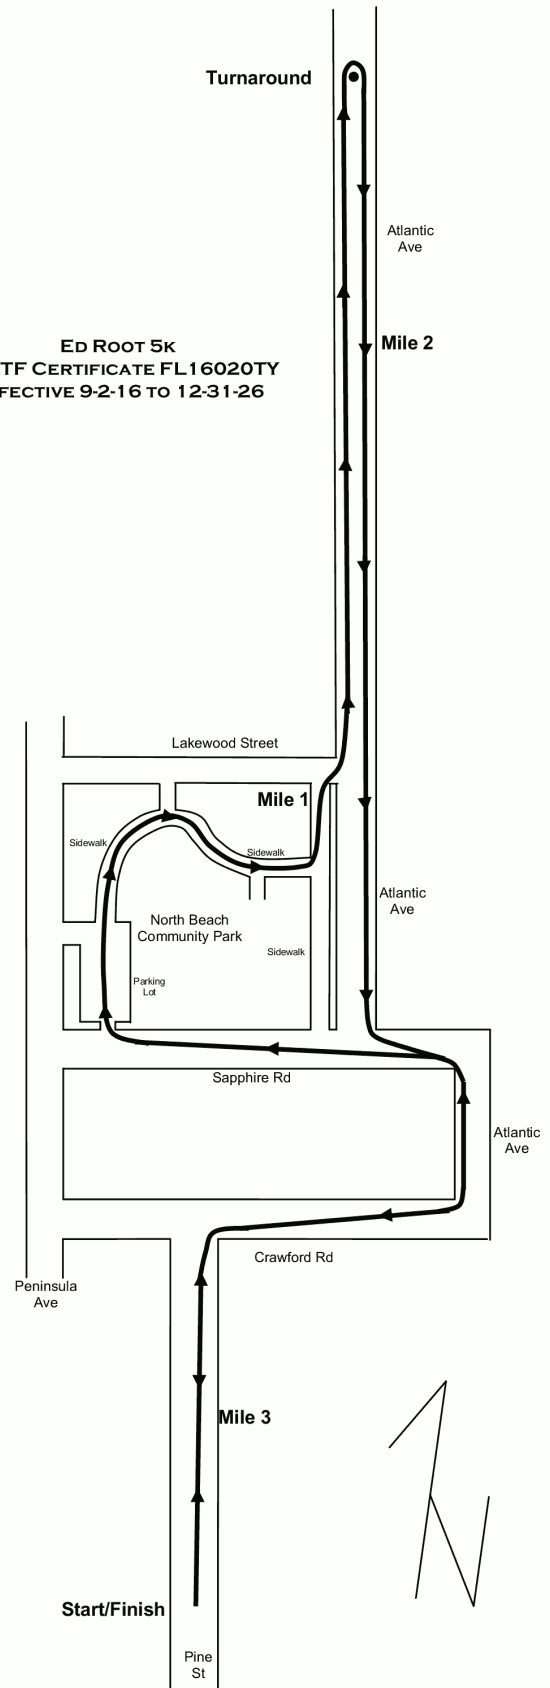 Turnaround
Atlantic
Ave
Ed Root 5k
TF Certificate FL16020TY
fective 9-2-16 to 12-31-26
Mile 2
Lakewood Street
Mile 1
Sidewalk
Sidewalk
Atlantic
Ave
North Beach
Community Park
Sidewalk
Parking
Lot
Sapphire Rd
Atlantic
Ave
Crawford Rd
Peninsula
Ave
Mile 3
N
Start/Finish
Pine
St